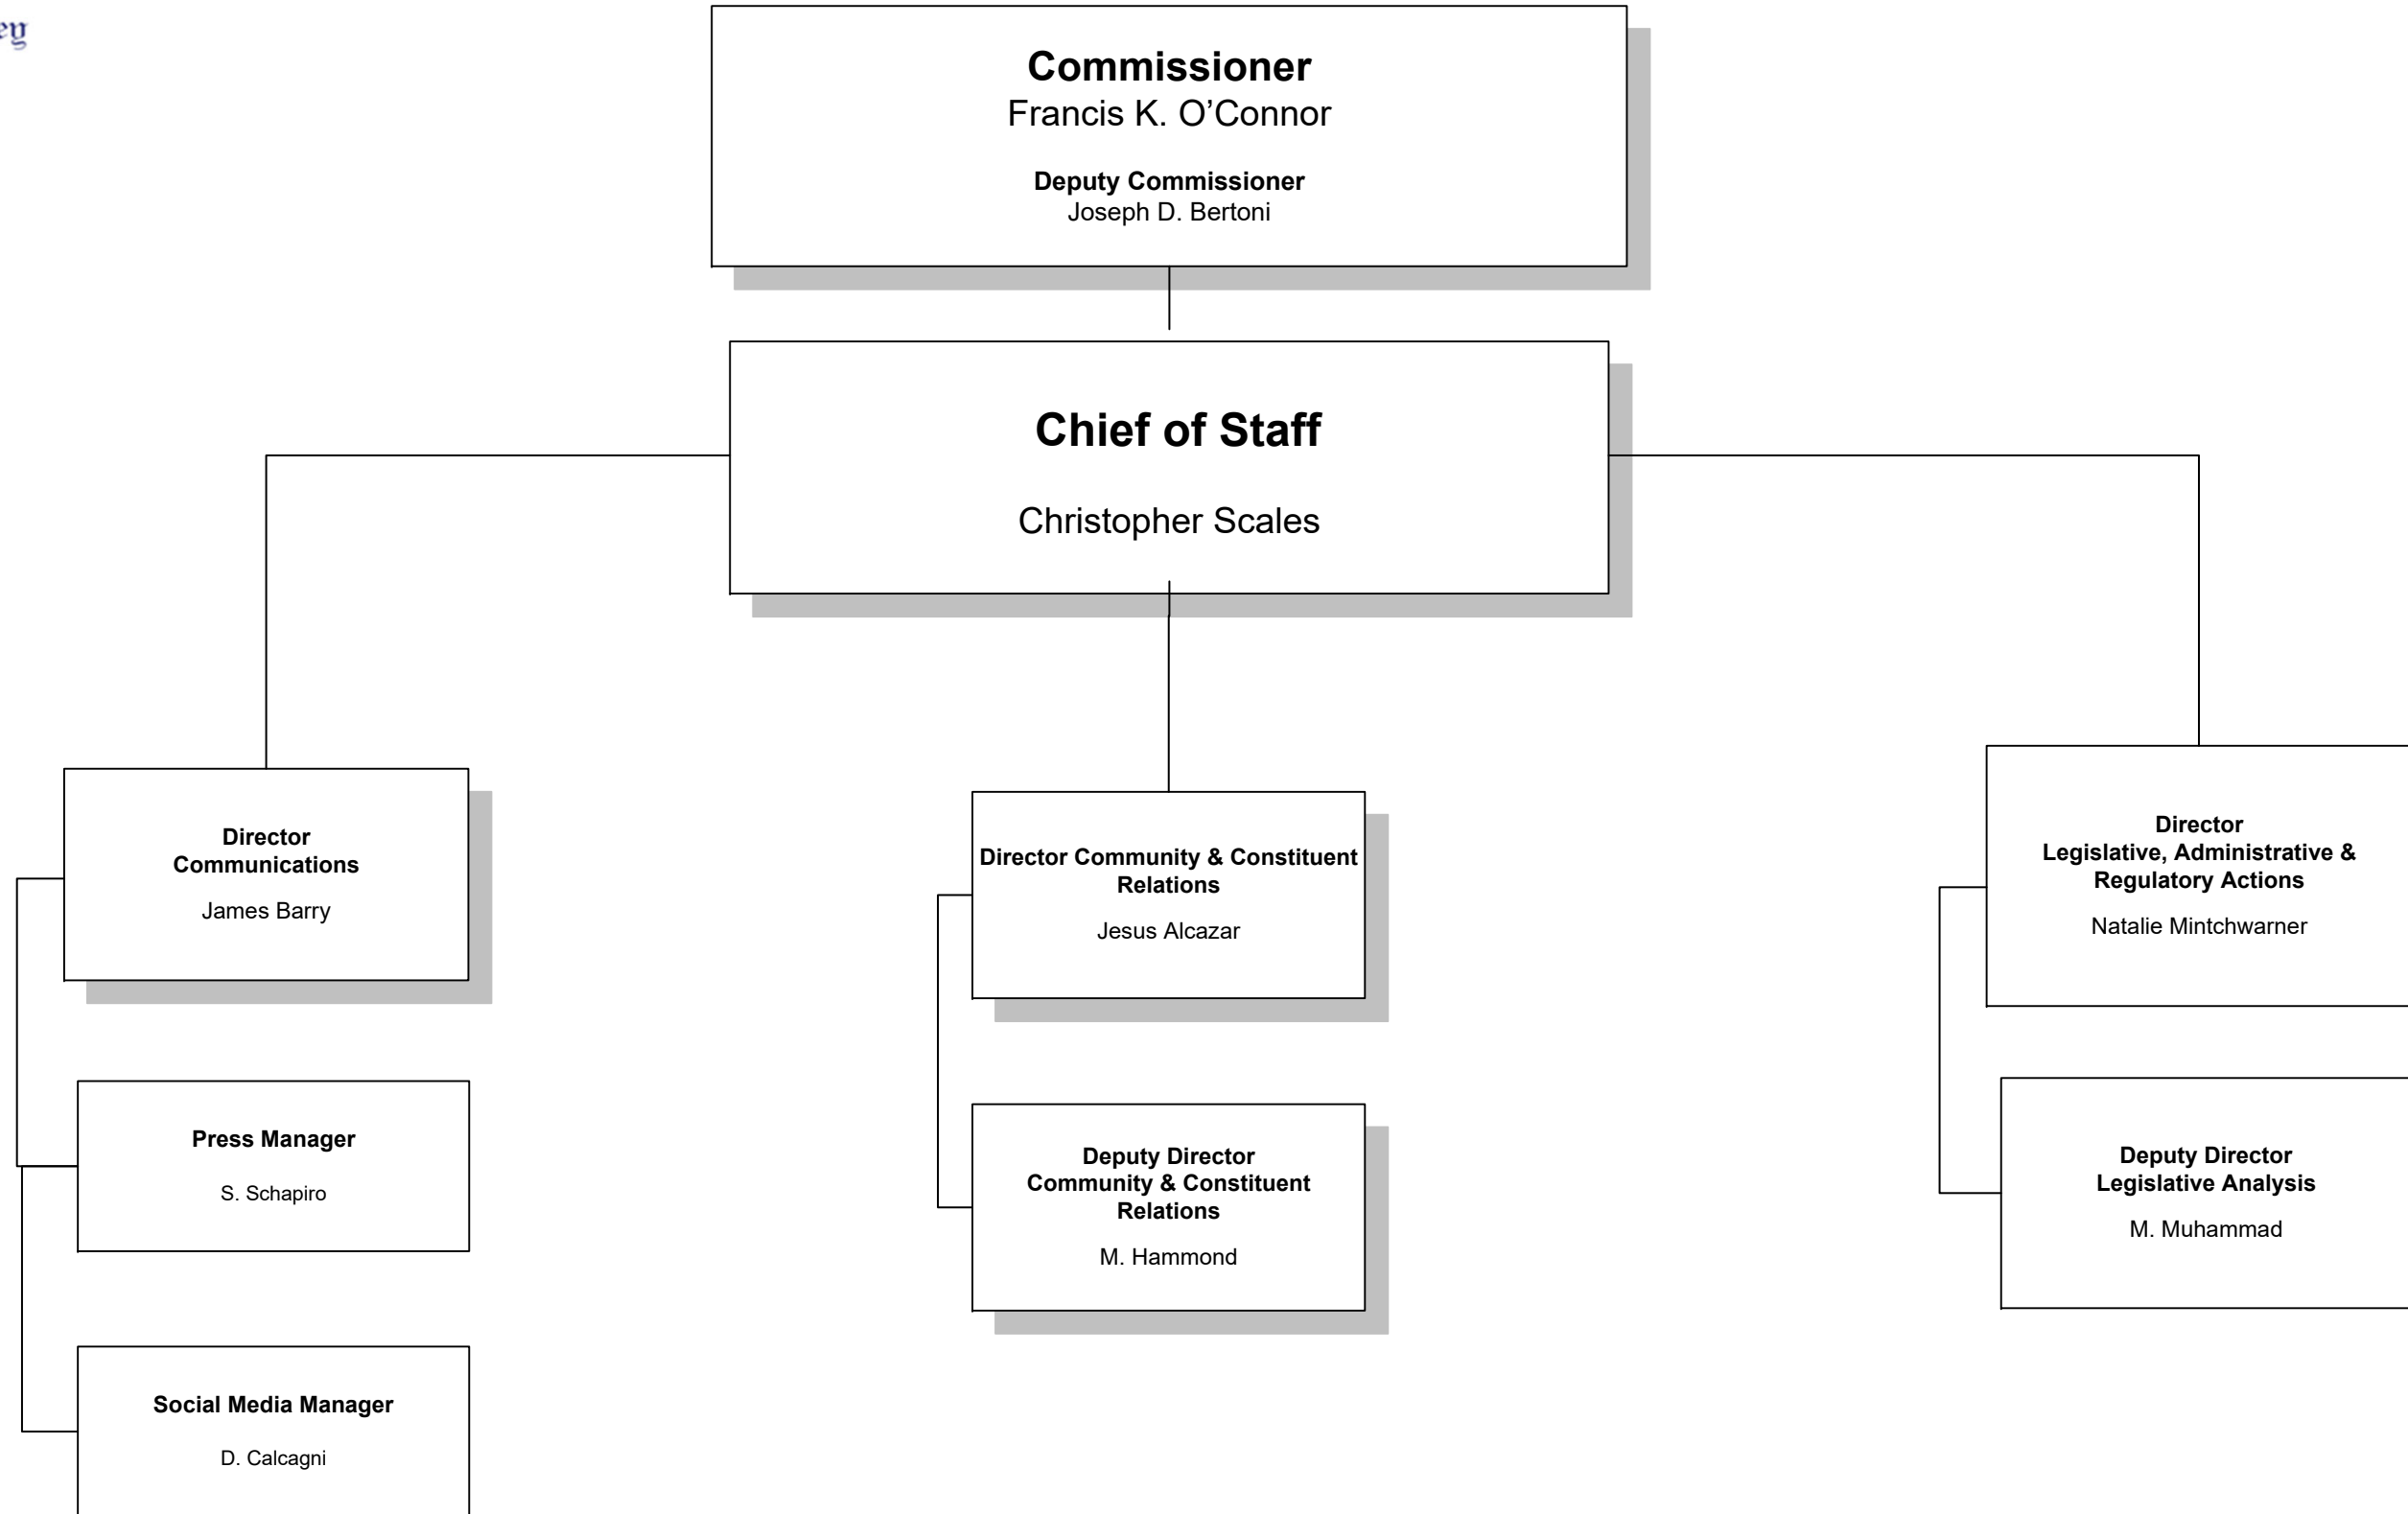 Commissioner
Francis K. O’Connor
Deputy Commissioner
Joseph D. Bertoni
Chief of Staff
Christopher Scales
Director
Communications
James Barry
Press Manager
S. Schapiro
Social Media Manager
D. Calcagni
Director Community & Constituent
Relations
Jesus Alcazar
Deputy Director
Community & Constituent
Relations
M. Hammond
Director
Legislative, Administrative &
Regulatory Actions
Natalie Mintchwarner
Deputy Director
Legislative Analysis
M. Muhammad